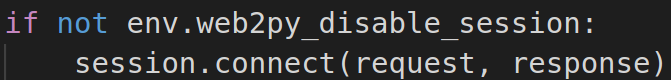 if not env.web2py_disable_session:
    session.connect(request, response)